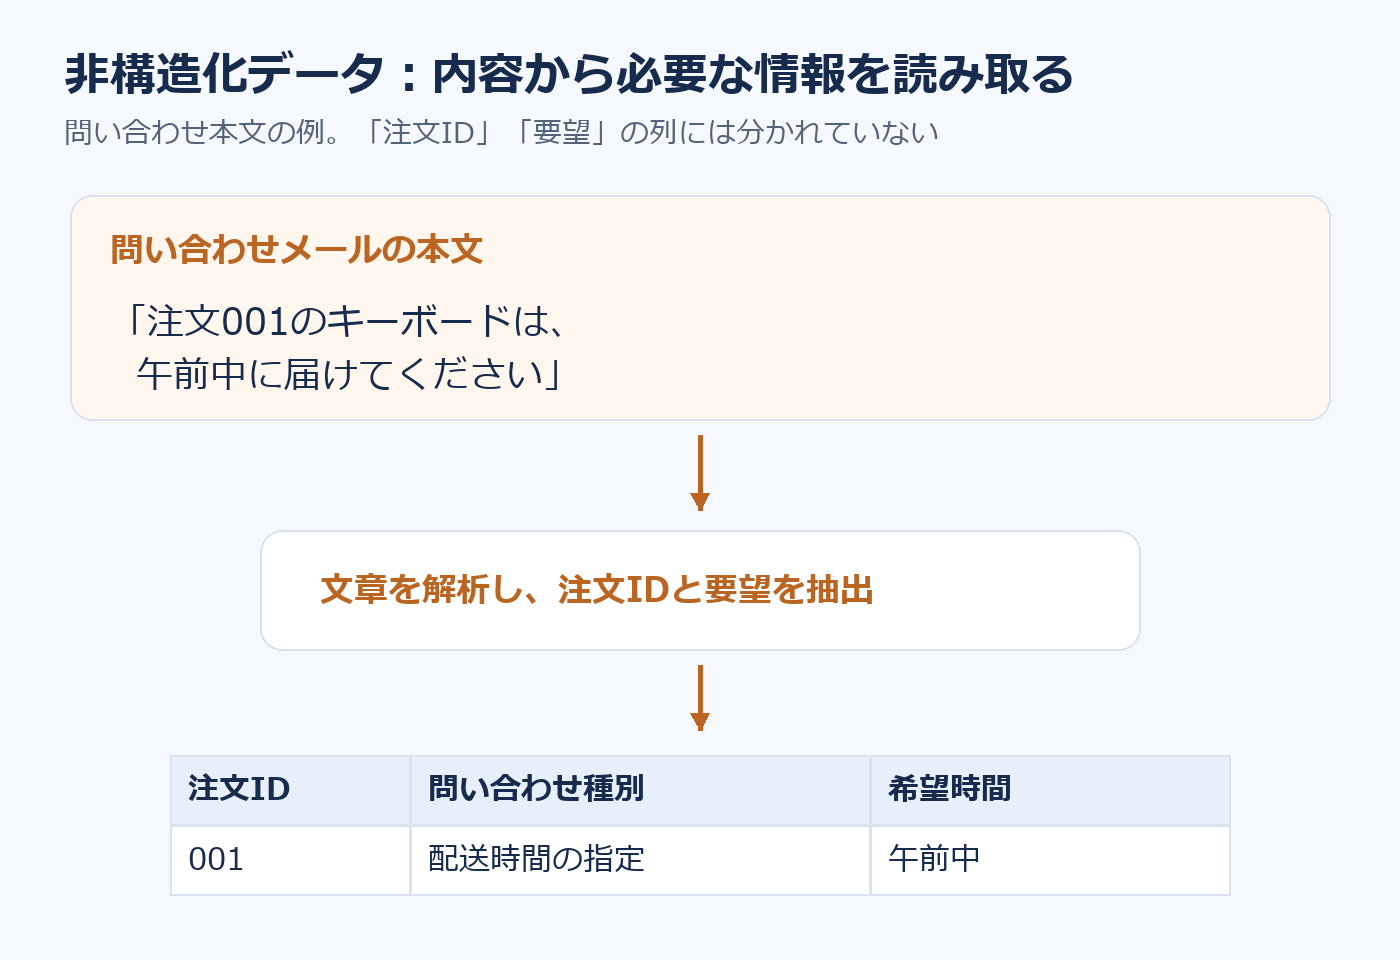 非構造化データ：内容から必要な情報を読み取る
問い合わせ本文の例。「注文ID」「要望」の列には分かれていない
問い合わせメールの本文
「注文001のキーボードは、
午前中に届けてください」
文章を解析し、注文IDと要望を抽出
注文ID 問い合わせ種別 希望時間
001 配送時間の指定 午前中